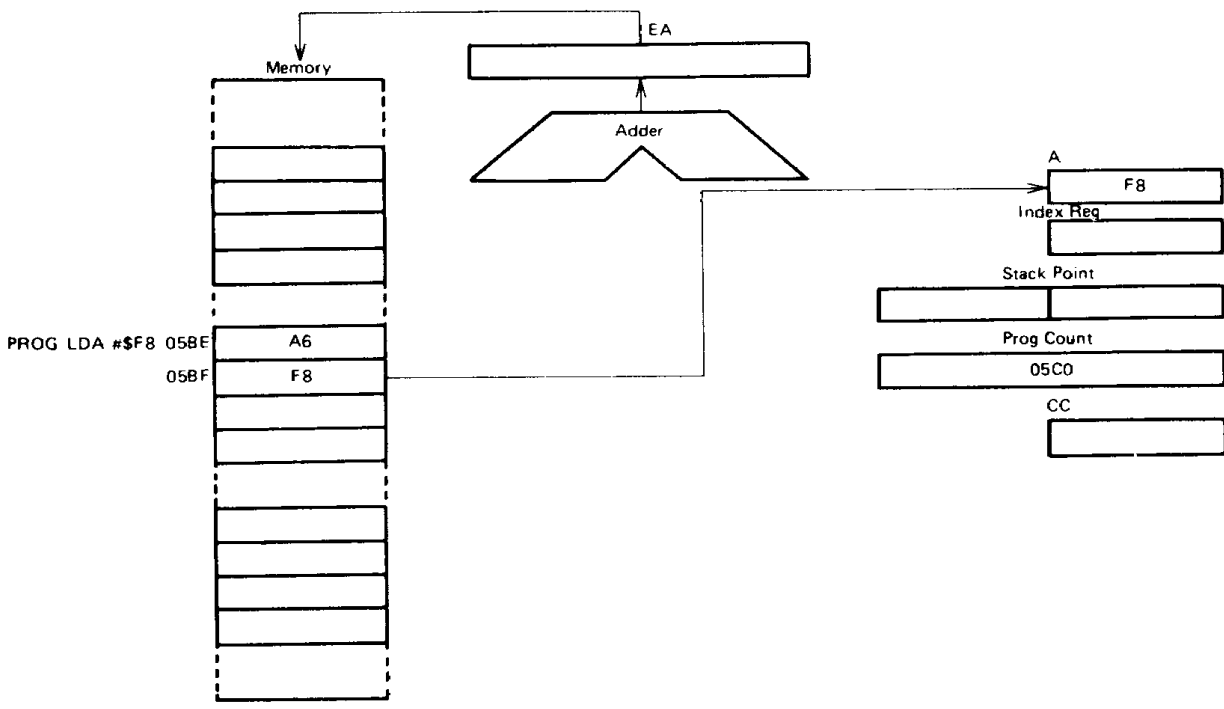 EA
Memory
Adder
A
F8
Index Reg
Stack Point
PROG LDA #$F8 05BE A6
Prog Count
05BF F8
05C0
CC